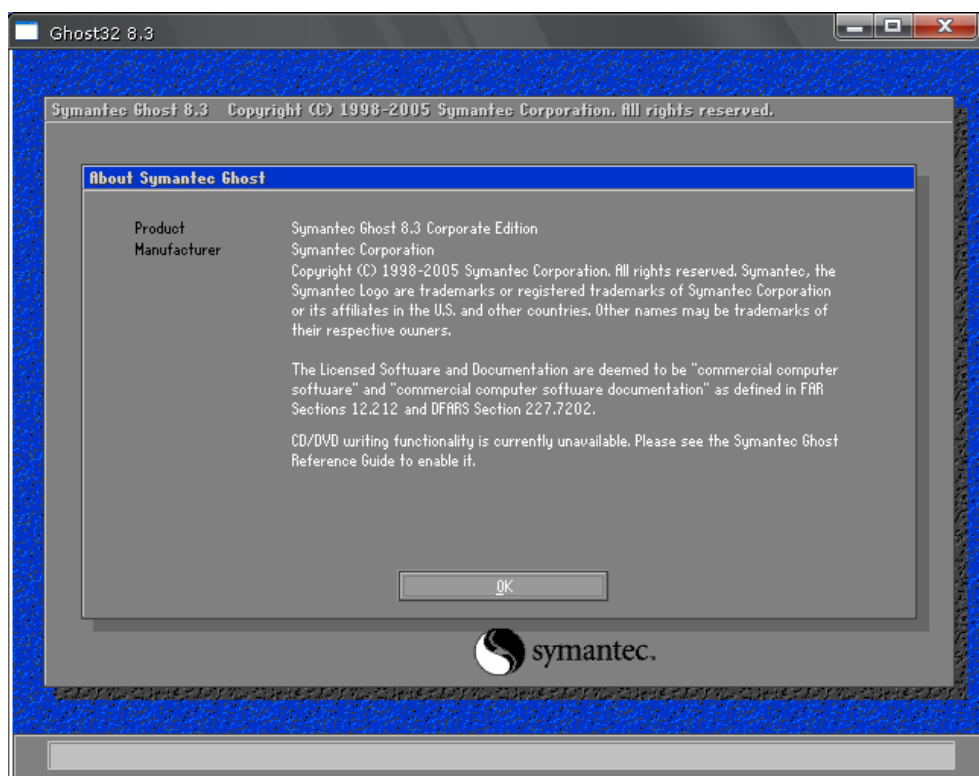 Ghost32 8.3
Symantec Ghost 8.3 Copyright (C) 1998-2005 Symantec Corporation. All rights reserved.
About Symantec Ghost
Product Symantec Ghost 8.3 Corporate Edition
Manufacturer Symantec Corporation
Copyright (C) 1998-2005 Symantec Corporation. All rights reserved. Symantec, the
Symantec Logo are trademarks or registered trademarks of Symantec Corporation
or its affiliates in the U.S. and other countries. Other names may be trademarks of
their respective owners.
The Licensed Software and Documentation are deemed to be "commercial computer
software" and "commercial computer software documentation" as defined in FAR
Sections 12.212 and DFARS Section 227.7202.
CD/DVD writing functionality is currently unavailable. Please see the Symantec Ghost
Reference Guide to enable it.
OK
symantec.